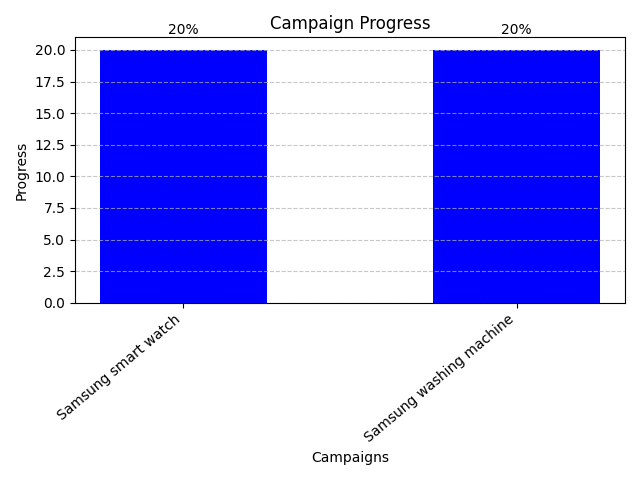 Campaign Progress
20%
20%
20.0
17.5
15.0
12.5
10.0
7.5
5.0
2.5
0.0
Progress
Samsung smart watch
Samsung washing machine
Campaigns